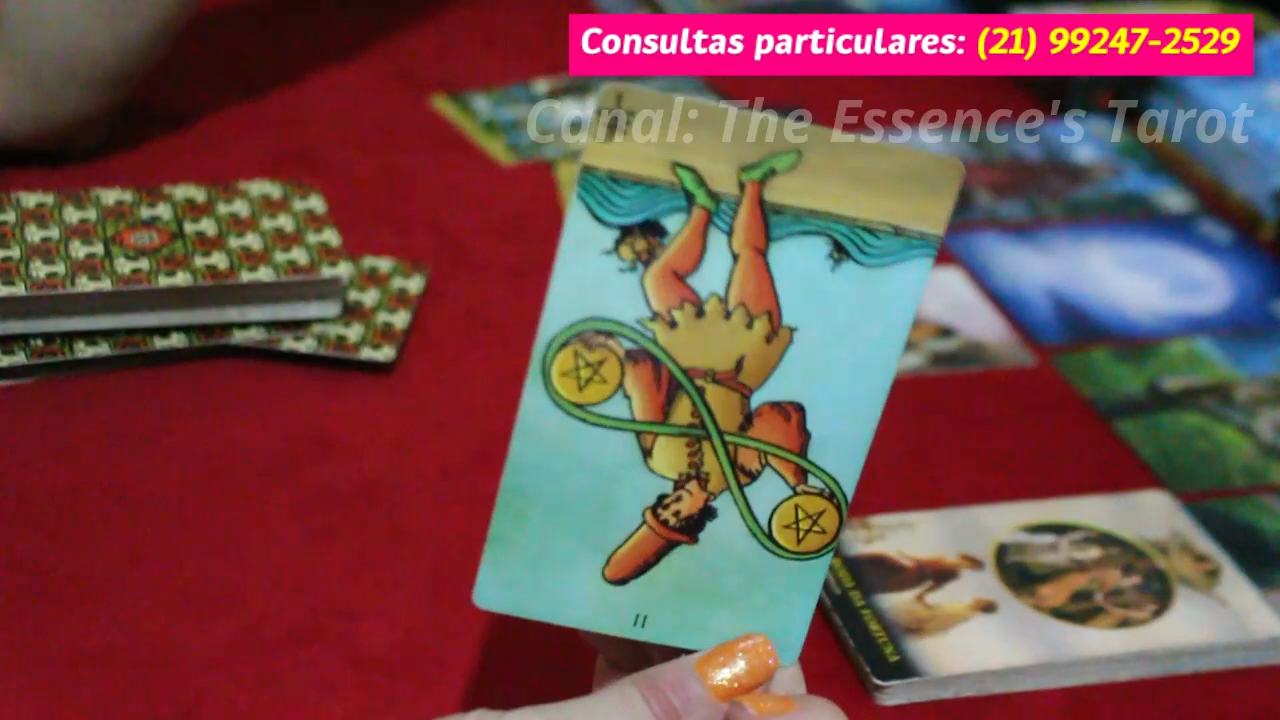 Consultas particulares: (21) 99247-2529
Canal: The Essence's Tarot
II